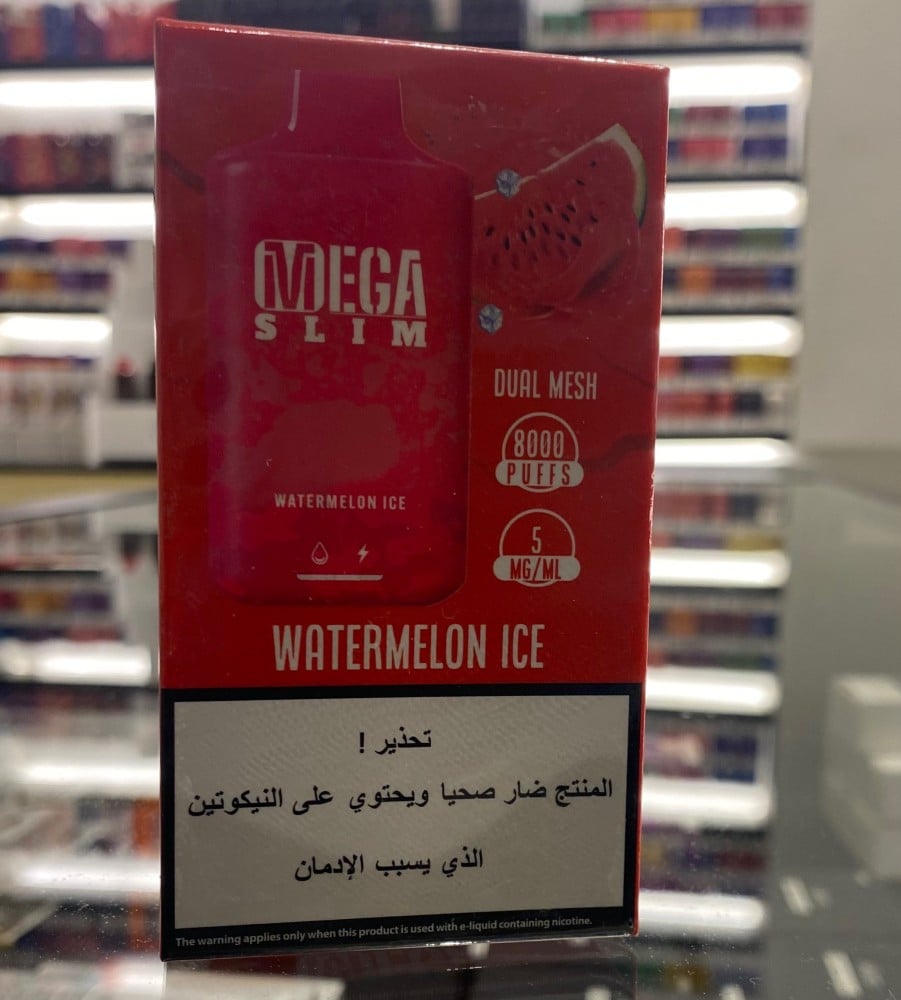 MEGA
SLIM
WATERMELON ICE
DUAL MESH
8000
PUFFS
5
MG/ML
WATERMELON ICE
تحذير !
المنتج ضار صحيا ويحتوي على النيكوتين
الذي يسبب الإدمان
The warning applies only when this product is used with e-liquid containing nicotine.